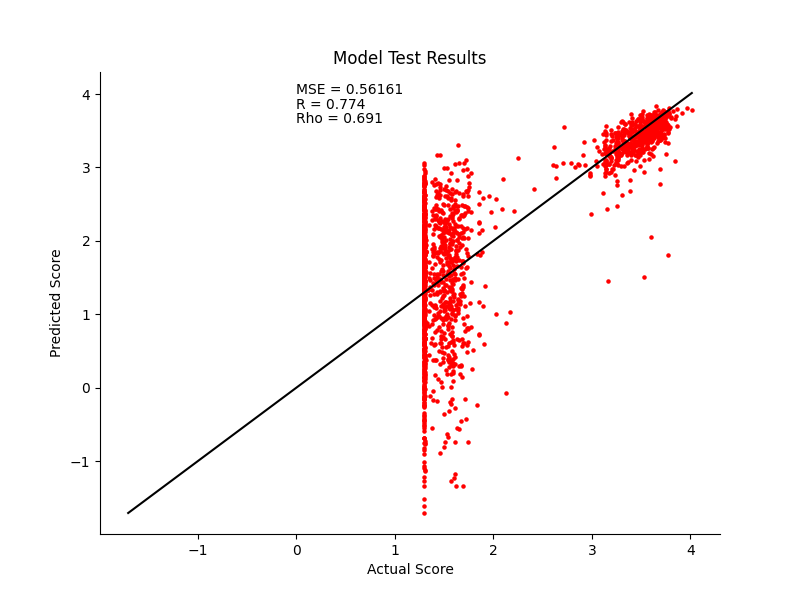 Model Test Results
MSE = 0.56161
R = 0.774
Rho = 0.691
4
3
2
1
0
−1
Predicted Score
−1
0
1
2
3
4
Actual Score